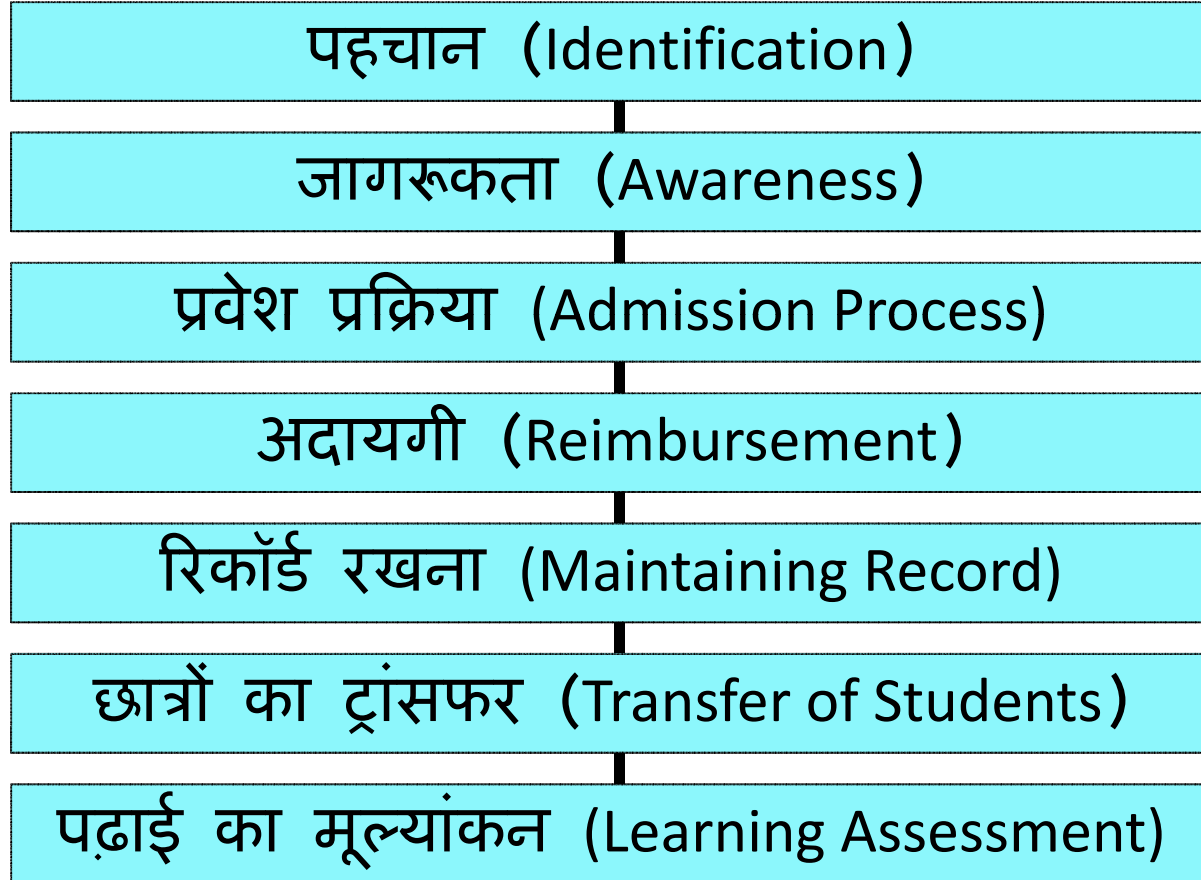 पहचान (Identification)
जागरूकता (Awareness)
प्रवेश प्रक्रिया (Admission Process)
अदायगी (Reimbursement)
रिकॉर्ड रखना (Maintaining Record)
छात्रों का ट्रांसफर (Transfer of Students)
पढ़ाई का मूल्यांकन (Learning Assessment)